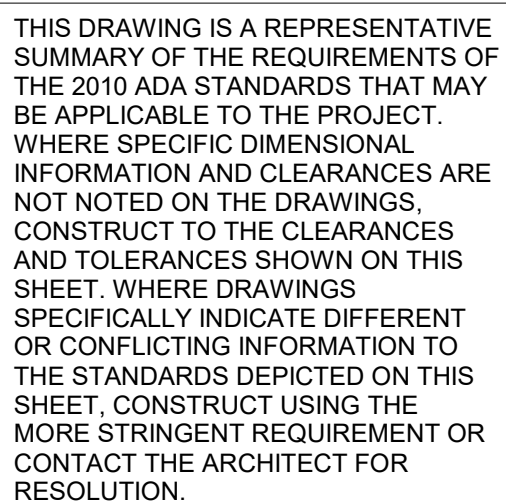 THIS DRAWING IS A REPRESENTATIVE
SUMMARY OF THE REQUIREMENTS OF
THE 2010 ADA STANDARDS THAT MAY
BE APPLICABLE TO THE PROJECT.
WHERE SPECIFIC DIMENSIONAL
INFORMATION AND CLEARANCES ARE
NOT NOTED ON THE DRAWINGS,
CONSTRUCT TO THE CLEARANCES
AND TOLERANCES SHOWN ON THIS
SHEET. WHERE DRAWINGS
SPECIFICALLY INDICATE DIFFERENT
OR CONFLICTING INFORMATION TO
THE STANDARDS DEPICTED ON THIS
SHEET, CONSTRUCT USING THE
MORE STRINGENT REQUIREMENT OR
CONTACT THE ARCHITECT FOR
RESOLUTION.